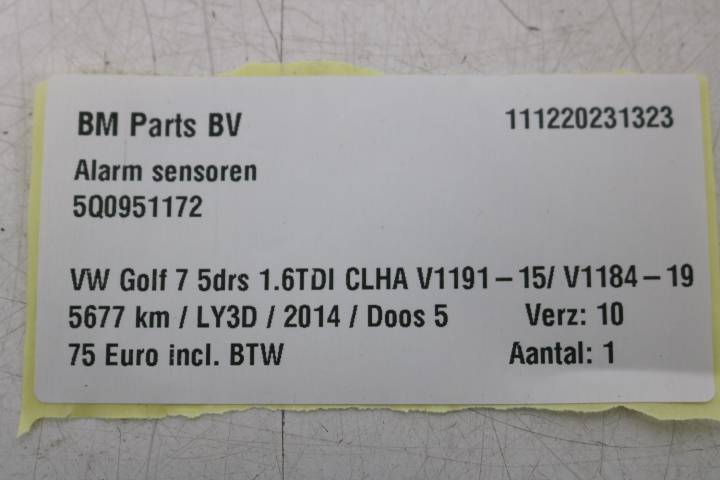 BM Parts BV 111220231323
Alarm sensoren
5Q0951172
VW Golf 7 5drs 1.6TDI CLHA V1191-15/ V1184-19
5677 km / LY3D / 2014 / Doos 5 Verz: 10
75 Euro incl. BTW Aantal: 1